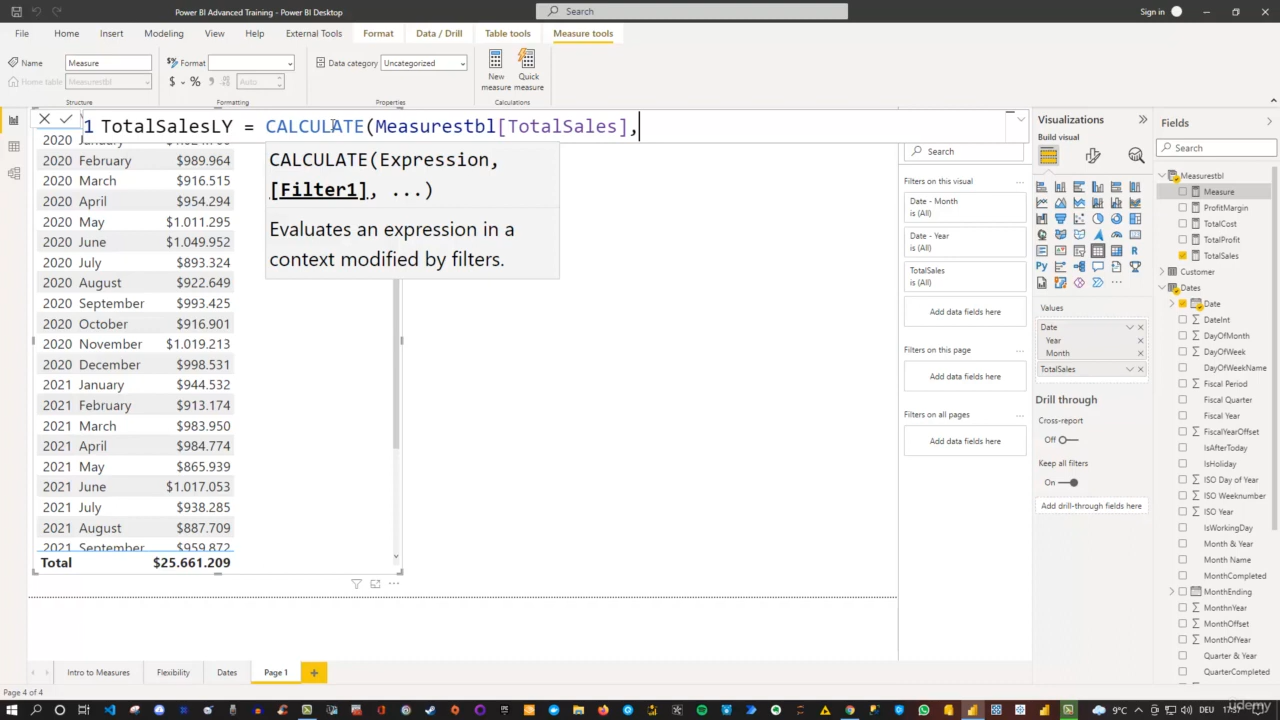 Power BI Advanced Training - Power BI Desktop
Search
Sign in
File Home Insert Modeling View Help External Tools Format Data / Drill Table tools Measure tools
Name Measure
Home table Measurestbl
Structure
Format
$ % Auto
Formatting
Data category Uncategorized
Properties
New measure
Quick measure
Calculations
1 TotalSalesLY = CALCULATE(Measurestbl[TotalSales],
CALCULATE(Expression,
[Filter1], ...)
Evaluates an expression in a
context modified by filters.
2020 January
2020 February $989.964
2020 March $916.515
2020 April $954.294
2020 May $1.011.295
2020 June $1.049.952
2020 July $893.324
2020 August $922.649
2020 September $993.425
2020 October $916.901
2020 November $1.019.213
2020 December $998.531
2021 January $944.532
2021 February $913.174
2021 March $983.950
2021 April $984.774
2021 May $865.939
2021 June $1.017.053
2021 July $938.285
2021 August $887.709
2021 September $959.872
Total $25.661.209
Search
Filters on this visual
Date - Month
is (All)
Date - Year
is (All)
TotalSales
is (All)
Add data fields here
Filters on this page
Add data fields here
Filters on all pages
Add data fields here
Visualizations
Build visual
Values
Date
Year
Month
TotalSales
Drill through
Cross-report
Off
Keep all filters
On
Add drill-through fields here
Fields
Search
Measurestbl
Measure
ProfitMargin
TotalCost
TotalProfit
TotalSales
Customer
Dates
Date
DateInt
DayOfMonth
DayOfWeek
DayOfWeekName
Fiscal Period
Fiscal Quarter
Fiscal Year
FiscalYearOffset
IsAfterToday
IsHoliday
ISO Day of Year
ISO Weeknumber
ISO Year
IsWorkingDay
Month & Year
Month Name
MonthCompleted
MonthEnding
MonthnYear
MonthOffset
MonthOfYear
Quarter & Year
QuarterCompleted
Intro to Measures Flexibility Dates Page 1
Page 4 of 4
9°C
DEU
udemy